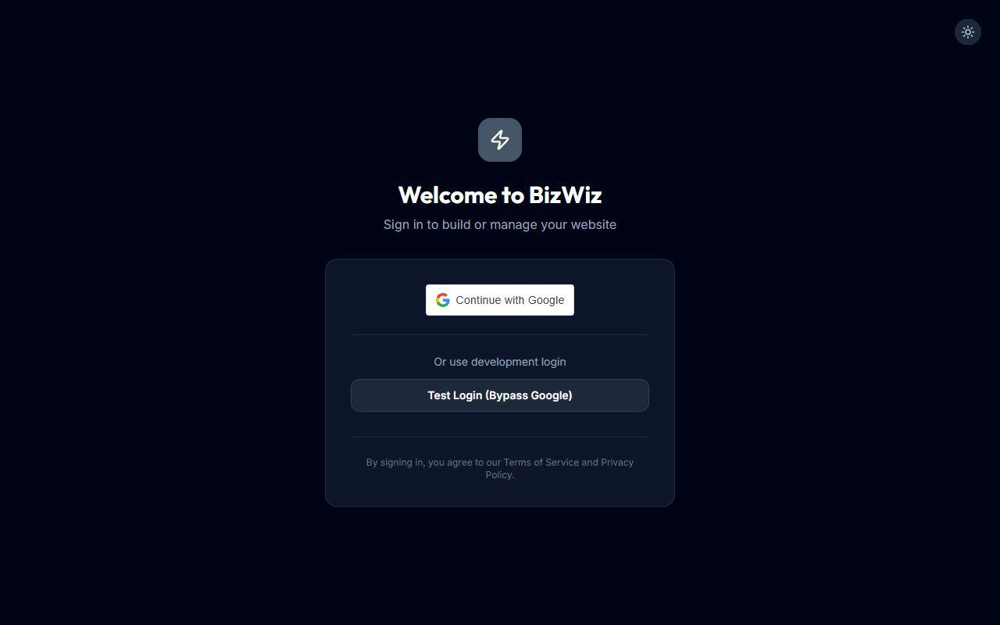 Welcome to BizWiz
Sign in to build or manage your website
Continue with Google
Or use development login
Test Login (Bypass Google)
By signing in, you agree to our Terms of Service and Privacy
Policy.